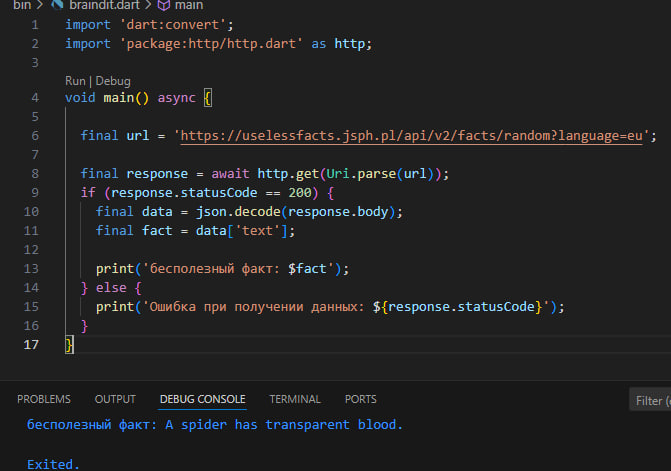 bin > braindrt.dart > main
1 import 'dart:convert';
2 import 'package:http/http.dart' as http;
3
Run | Debug
4 void main() async {
5
6 final url = 'https://uselessfacts.jsph.pl/api/v2/facts/random?language=eu';
7
8 final response = await http.get(Uri.parse(url));
9 if (response.statusCode == 200) {
10 final data = json.decode(response.body);
11 final fact = data['text'];
12
13 print('бесполезный факт: $fact');
14 } else {
15 print('Ошибка при получении данных: ${response.statusCode}');
16 }
17 }
PROBLEMS OUTPUT DEBUG CONSOLE TERMINAL PORTS Filter (
бесполезный факт: A spider has transparent blood.
Exited.